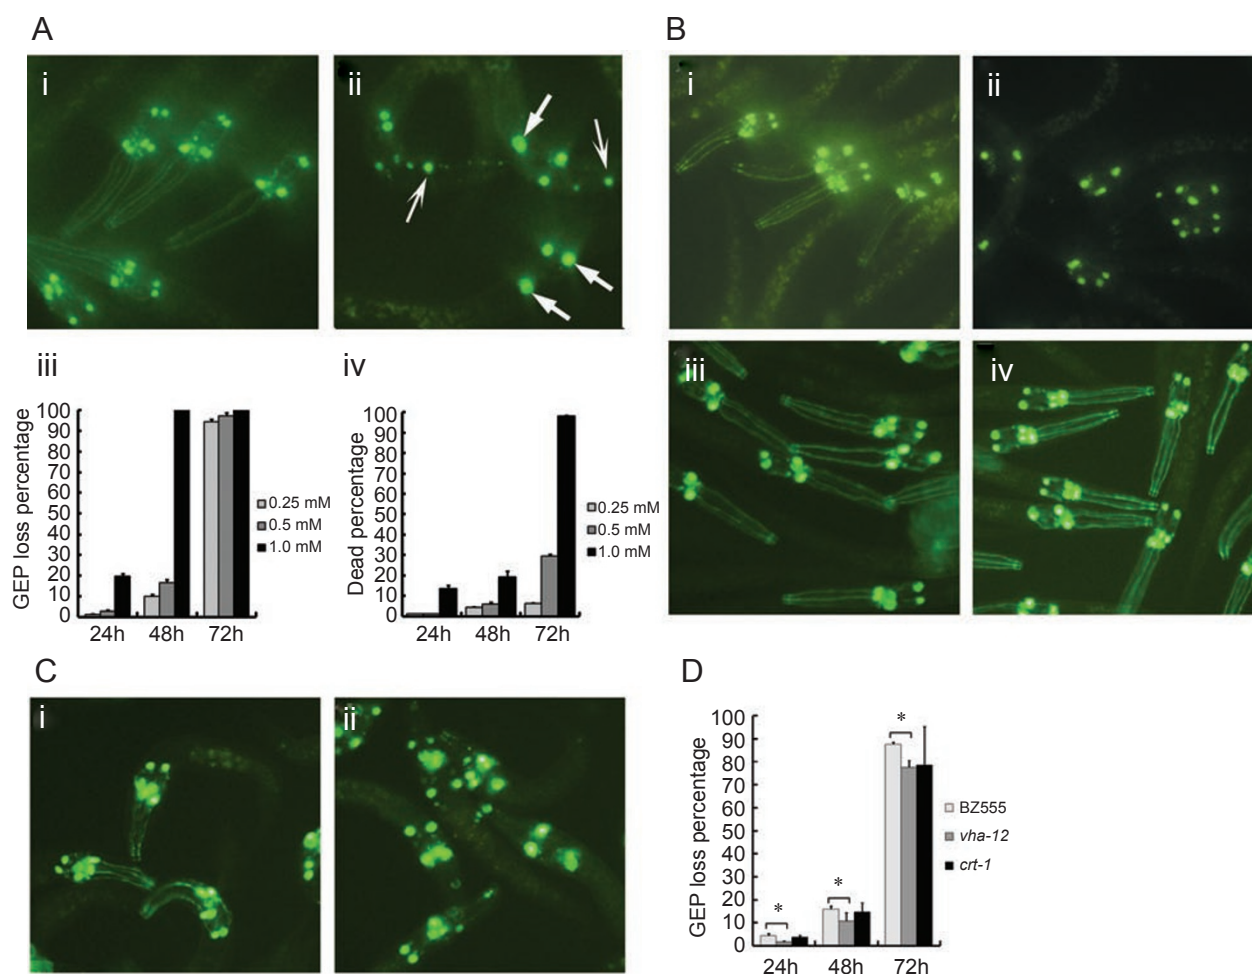 A
B
i
ii
i
ii
iii
iv
iii
iv
GEP loss percentage
100
90
80
70
60
50
40
30
20
10
0
24h 48h 72h
0.25 mM
0.5 mM
1.0 mM
Dead percentage
100
90
80
70
60
50
40
30
20
10
0
24h 48h 72h
0.25 mM
0.5 mM
1.0 mM
C
D
i
ii
GEP loss percentage
100
90
80
70
60
50
40
30
20
10
0
* * *
24h 48h 72h
BZ555
vha-12
crt-1